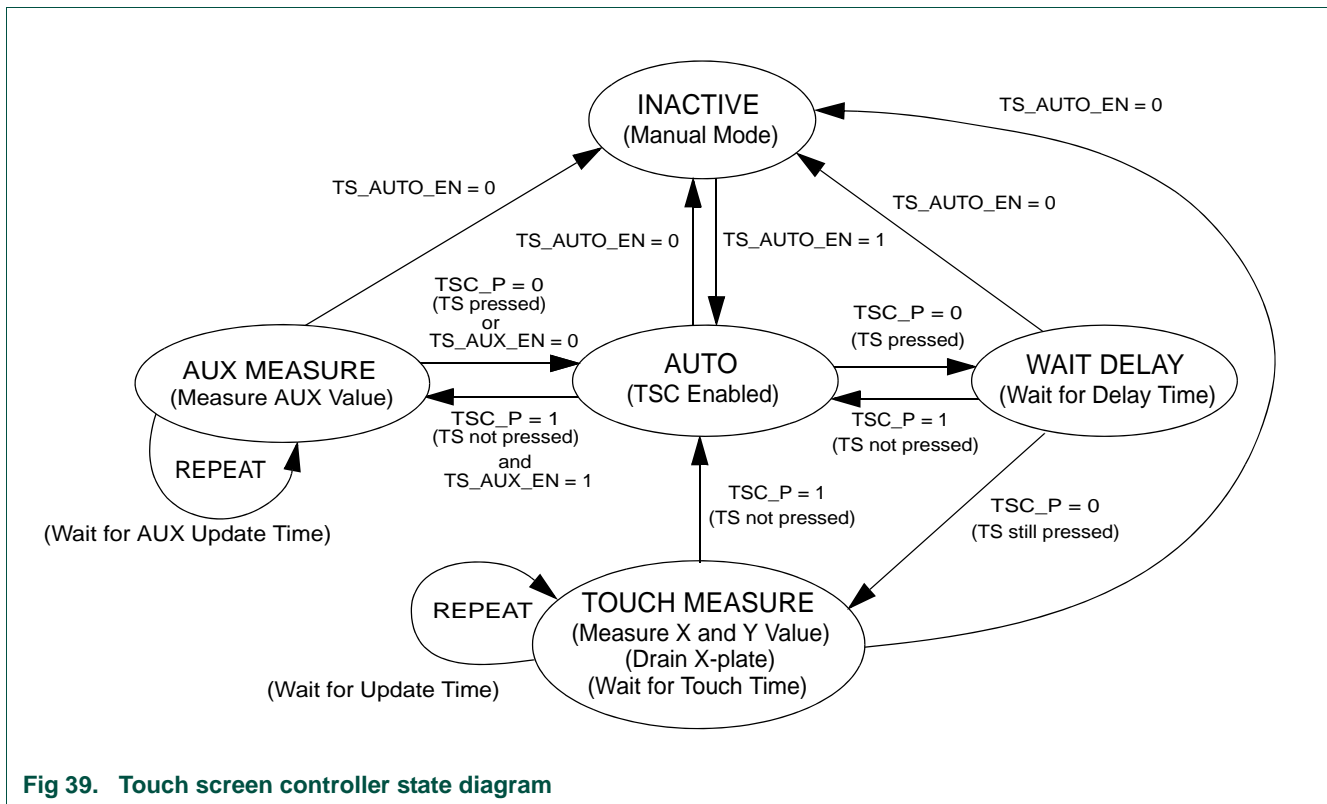 INACTIVE
(Manual Mode)
TS_AUTO_EN = 0
TS_AUTO_EN = 0
TS_AUTO_EN = 0
TS_AUTO_EN = 0
TS_AUTO_EN = 1
TSC_P = 0
(TS pressed)
or
TS_AUX_EN = 0
TSC_P = 0
(TS pressed)
AUX MEASURE
(Measure AUX Value)
AUTO
(TSC Enabled)
WAIT DELAY
(Wait for Delay Time)
TSC_P = 1
(TS not pressed)
and
TS_AUX_EN = 1
TSC_P = 1
(TS not pressed)
REPEAT
(Wait for AUX Update Time)
TSC_P = 1
(TS not pressed)
TSC_P = 0
(TS still pressed)
REPEAT
(Wait for Update Time)
TOUCH MEASURE
(Measure X and Y Value)
(Drain X-plate)
(Wait for Touch Time)
Fig 39. Touch screen controller state diagram